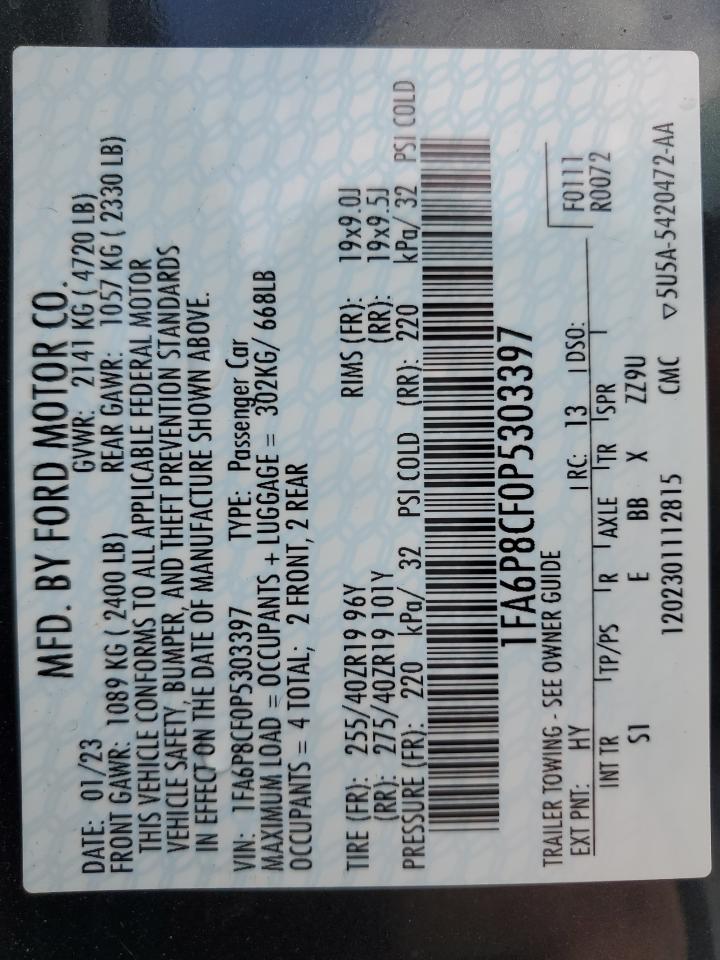 MFD. BY FORD MOTOR CO.
DATE: 01/23 GVWR: 2141 KG ( 4720 LB)
FRONT GAWR: 1089 KG ( 2400 LB) REAR GAWR: 1057 KG ( 2330 LB)
THIS VEHICLE CONFORMS TO ALL APPLICABLE FEDERAL MOTOR
VEHICLE SAFETY, BUMPER, AND THEFT PREVENTION STANDARDS
IN EFFECT ON THE DATE OF MANUFACTURE SHOWN ABOVE.
VIN: 1FA6P8CF0P5303397 TYPE: Passenger Car
MAXIMUM LOAD = OCCUPANTS + LUGGAGE = 302KG/ 668LB
OCCUPANTS = 4 TOTAL; 2 FRONT, 2 REAR
TIRE (FR): 255/40ZR19 96Y RIMS (FR): 19x9.0J
(RR): 275/40ZR19 101Y (RR): 19x9.5J
PRESSURE (FR): 220 kPa/ 32 PSI COLD (RR): 220 kPa/ 32 PSI COLD
1FA6P8CF0P5303397
TRAILER TOWING - SEE OWNER GUIDE F0111
EXT PNT: HY RC: 13 DSO: R0072
INT TR TP/PS R AXLE TR SPR
S1 E BB X ZZ9U
1202301112815 CMC ▽5U5A-5420472-AA